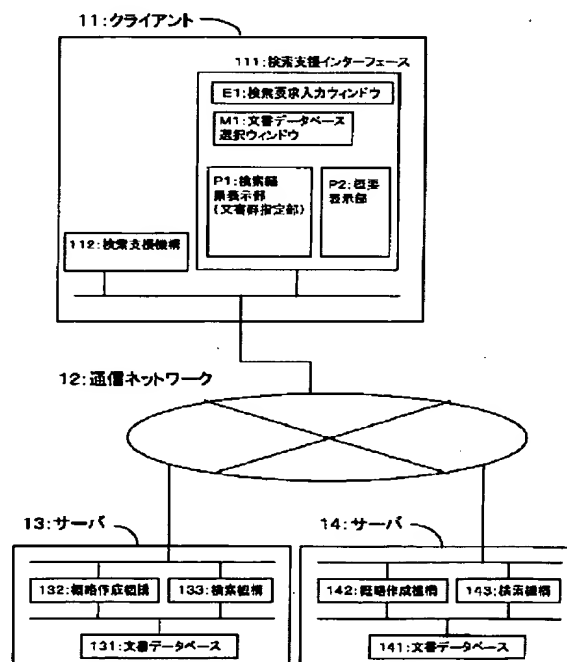 11:クライアント
111:検索支援インターフェース
E1:検索要求入力ウィンドウ
M1:文書データベース
選択ウィンドウ
P1:検索結
果表示部
(文書群指定部)
P2:概要
表示部
112:検索支援機構
12:通信ネットワーク
13:サーバ
14:サーバ
132:概略作成機構
133:検索機構
142:概略作成機構
143:検索機構
131:文書データベース
141:文書データベース